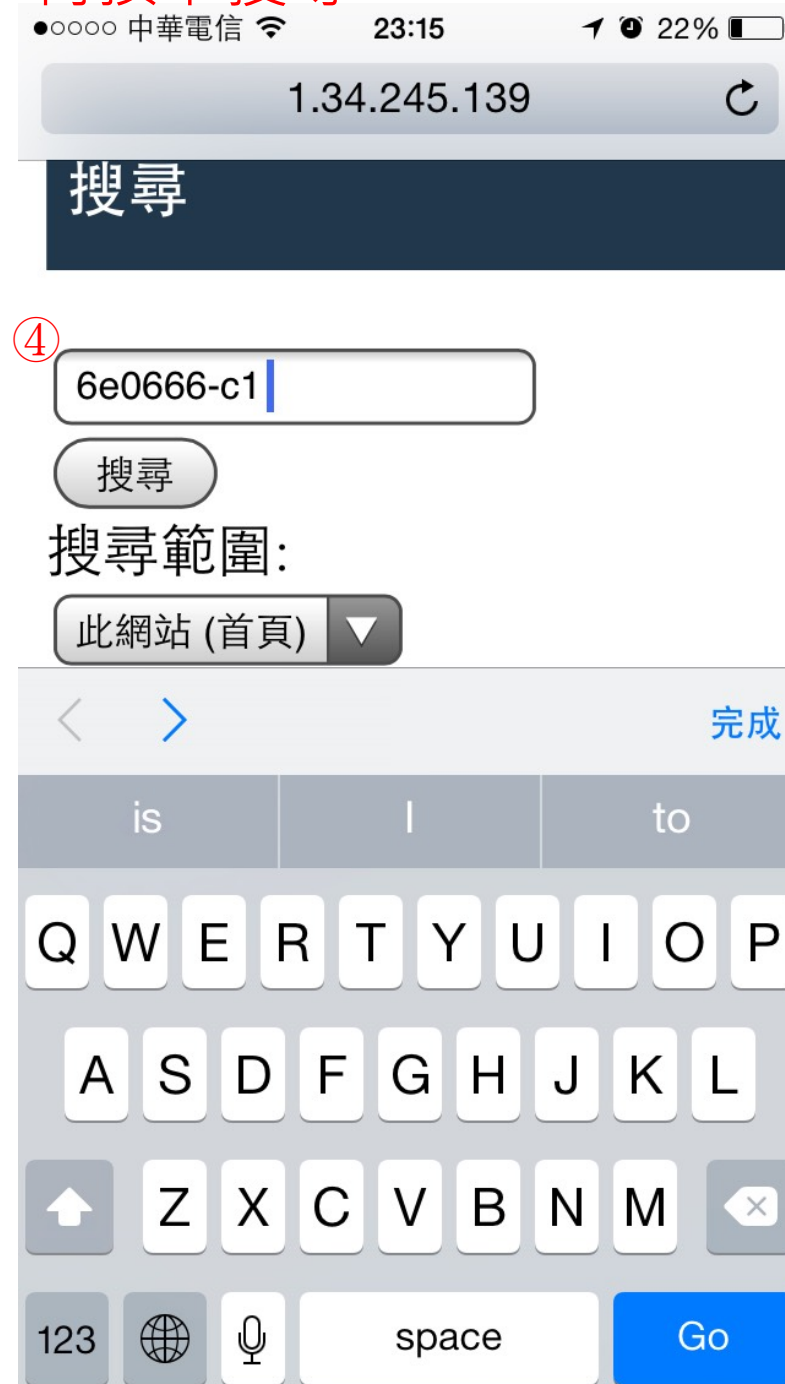 中華電信 23:15 22%
1.34.245.139
搜尋
④
6e0666-c1
搜尋
搜尋範圍:
此網站 (首頁)
完成
is I to
Q W E R T Y U I O P
A S D F G H J K L
Z X C V B N M
123 space Go